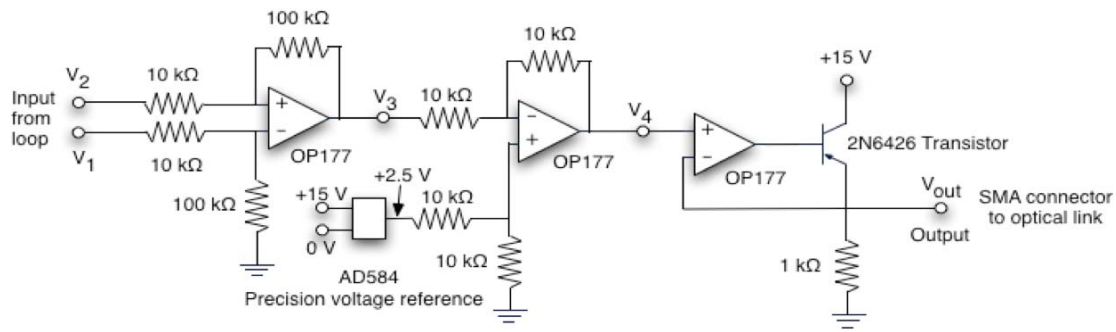 100 kΩ
10 kΩ
+15 V
V2
10 kΩ
Input
from
loop
V3
10 kΩ
V4
+
-
-
+
+
-
2N6426 Transistor
V1
10 kΩ
OP177
OP177
OP177
+2.5 V
+15 V
10 kΩ
Vout
SMA connector
to optical link
100 kΩ
0 V
Output
10 kΩ
1 kΩ
AD584
Precision voltage reference